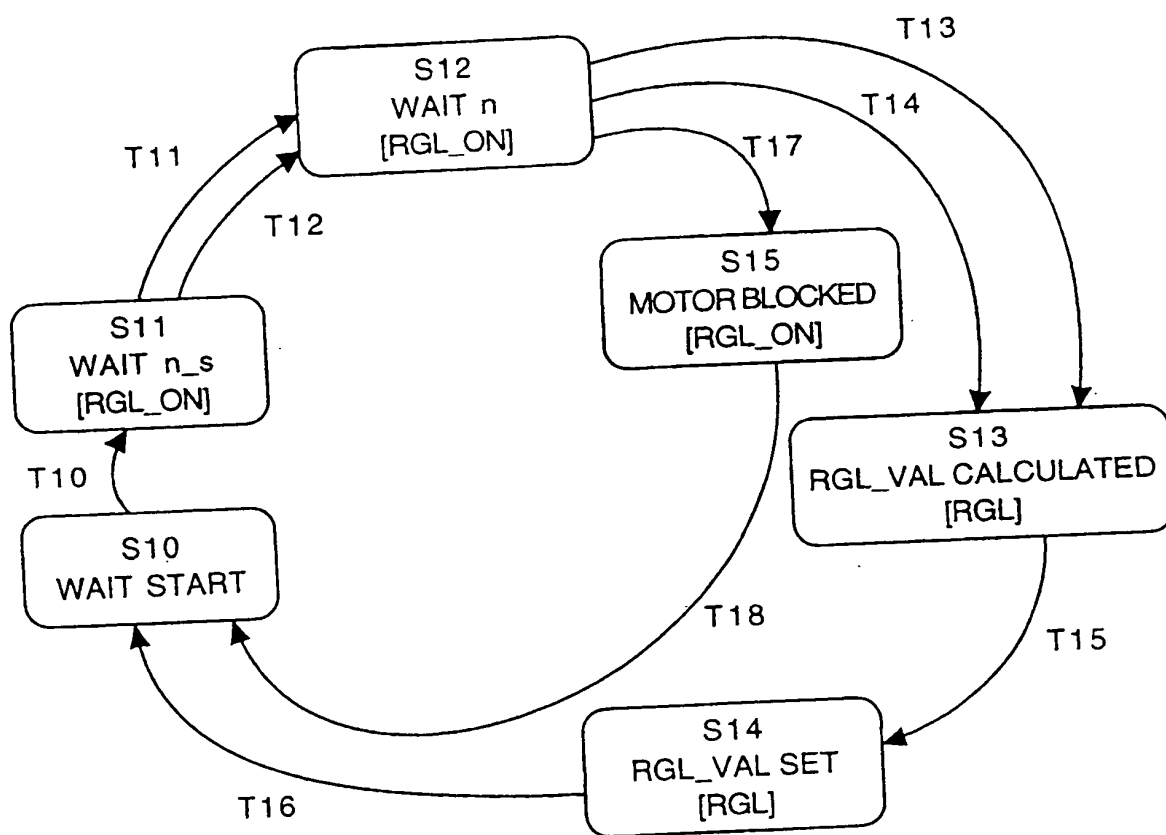 T13
S12
WAIT n
[RGL_ON]
T14
T11
T17
T12
S15
MOTOR BLOCKED
[RGL_ON]
S11
WAIT n_s
[RGL_ON]
S13
RGL_VAL CALCULATED
[RGL]
T10
S10
WAIT START
T18
T15
S14
RGL_VAL SET
[RGL]
T16